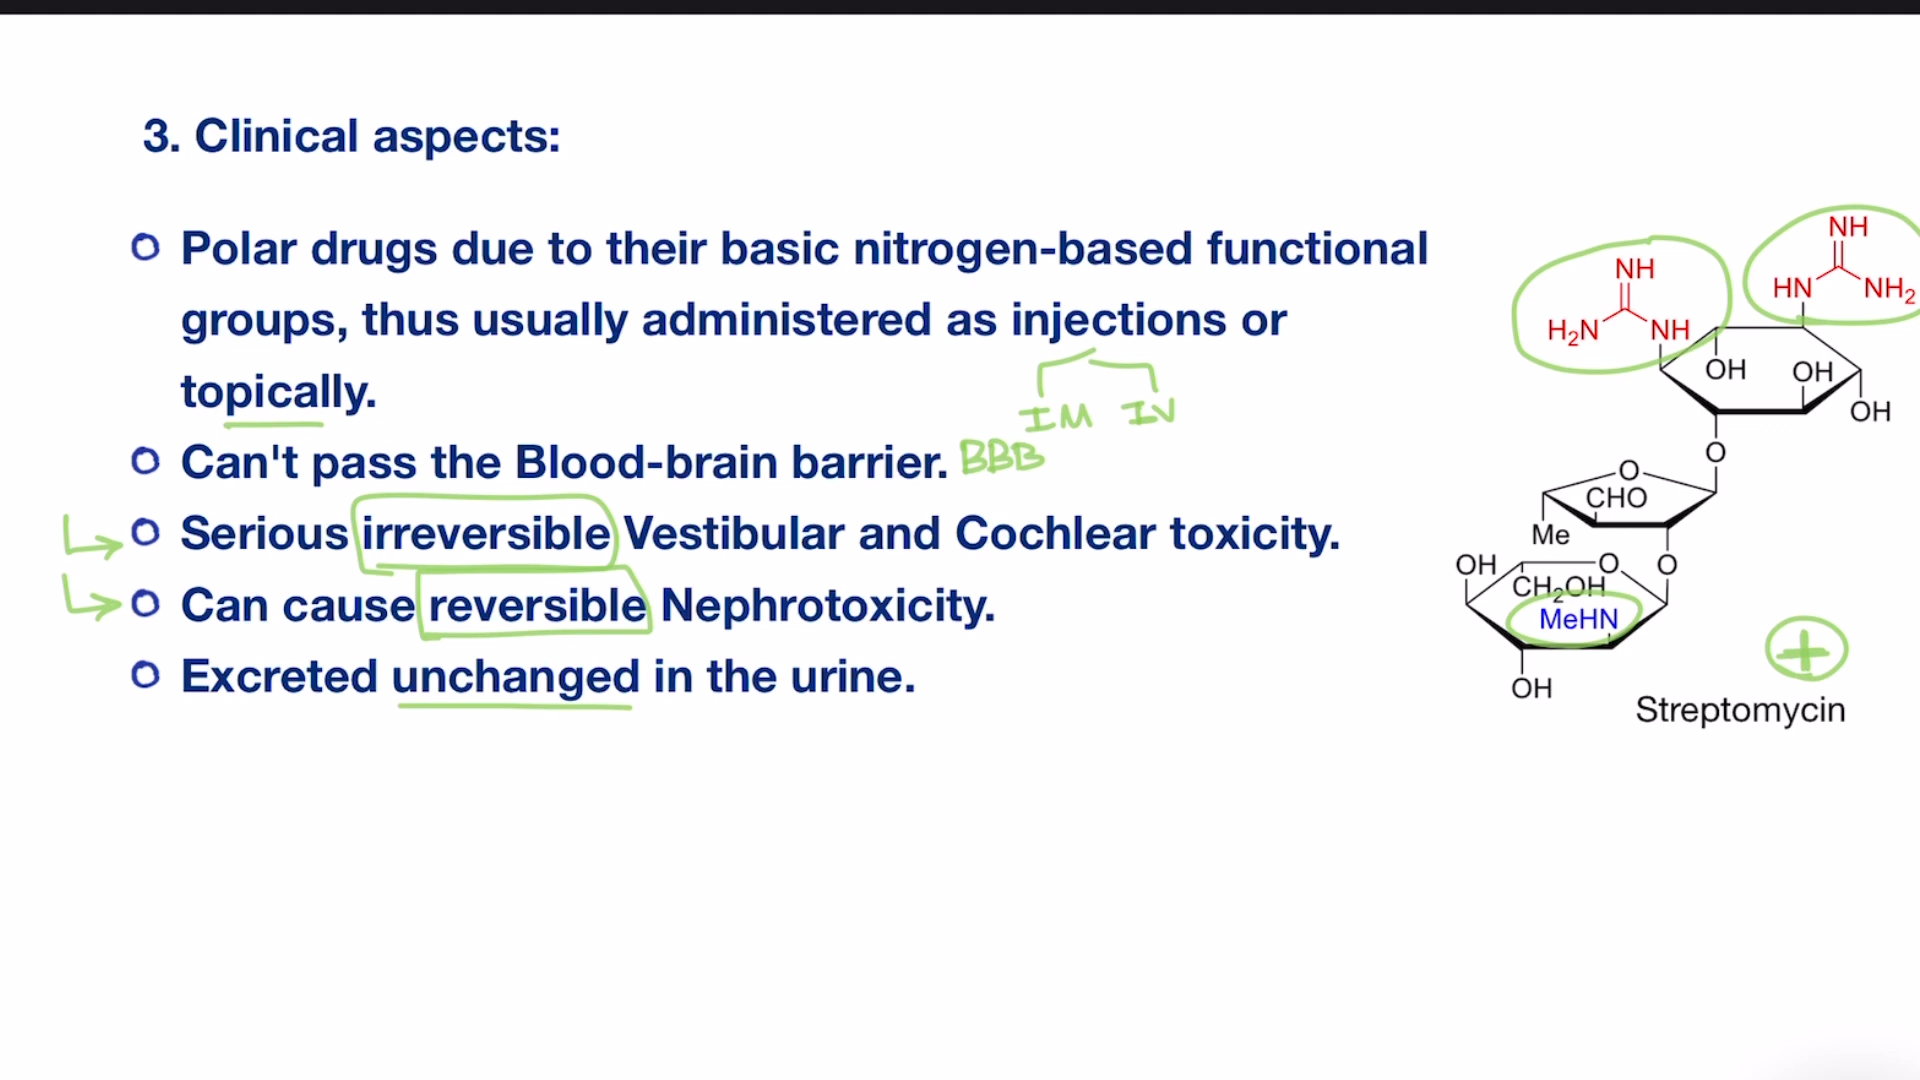 3. Clinical aspects:
Polar drugs due to their basic nitrogen-based functional
groups, thus usually administered as injections or
topically.
IM IV
Can't pass the Blood-brain barrier. BBB
Serious irreversible Vestibular and Cochlear toxicity.
Can cause reversible Nephrotoxicity.
Excreted unchanged in the urine.
NH
NH
HN NH2
H2N NH
OH OH
OH
O
O
CHO
Me
OH O O
CH2OH
MeHN
+
OH
Streptomycin